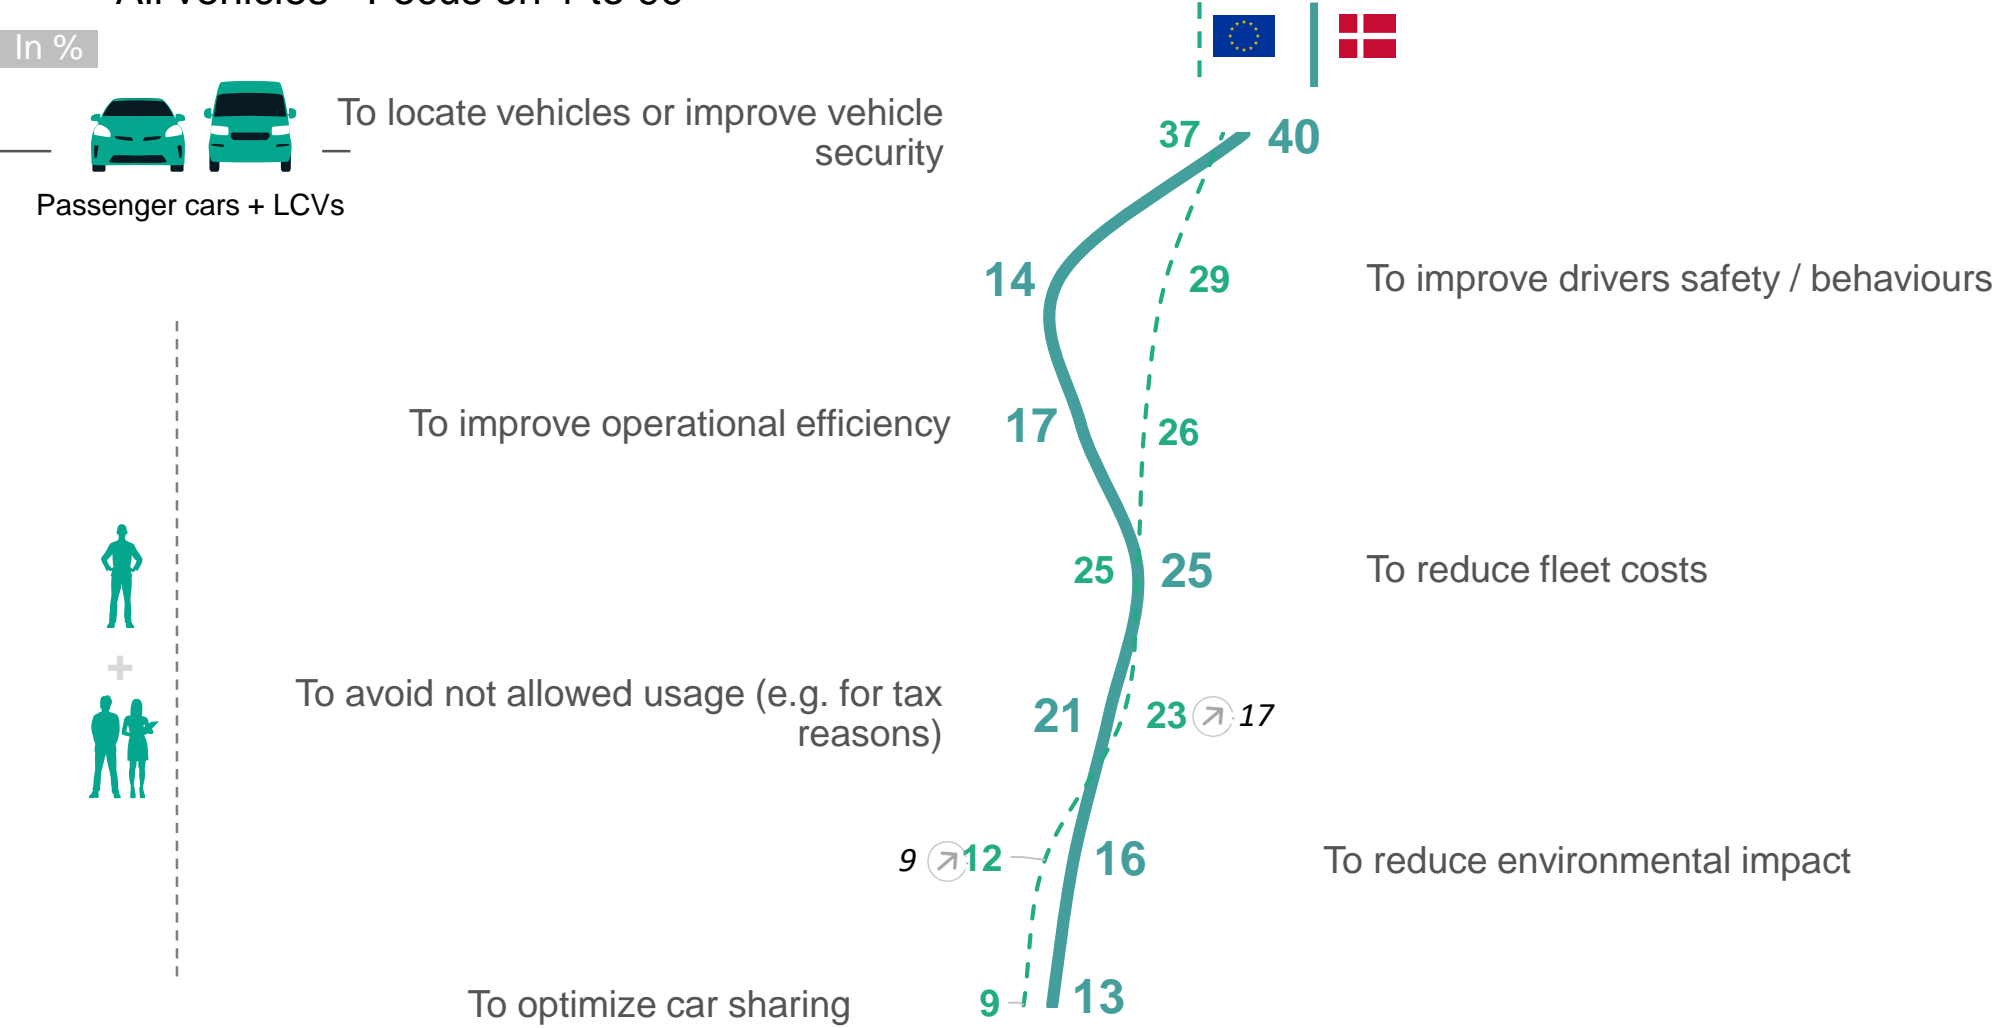 In %
To locate vehicles or improve vehicle
security
37
40
Passenger cars + LCVs
14
29
To improve drivers safety / behaviours
To improve operational efficiency
17
26
25
25
To reduce fleet costs
To avoid not allowed usage (e.g. for tax
reasons)
21
23
17
9
12
16
To reduce environmental impact
To optimize car sharing
9
13